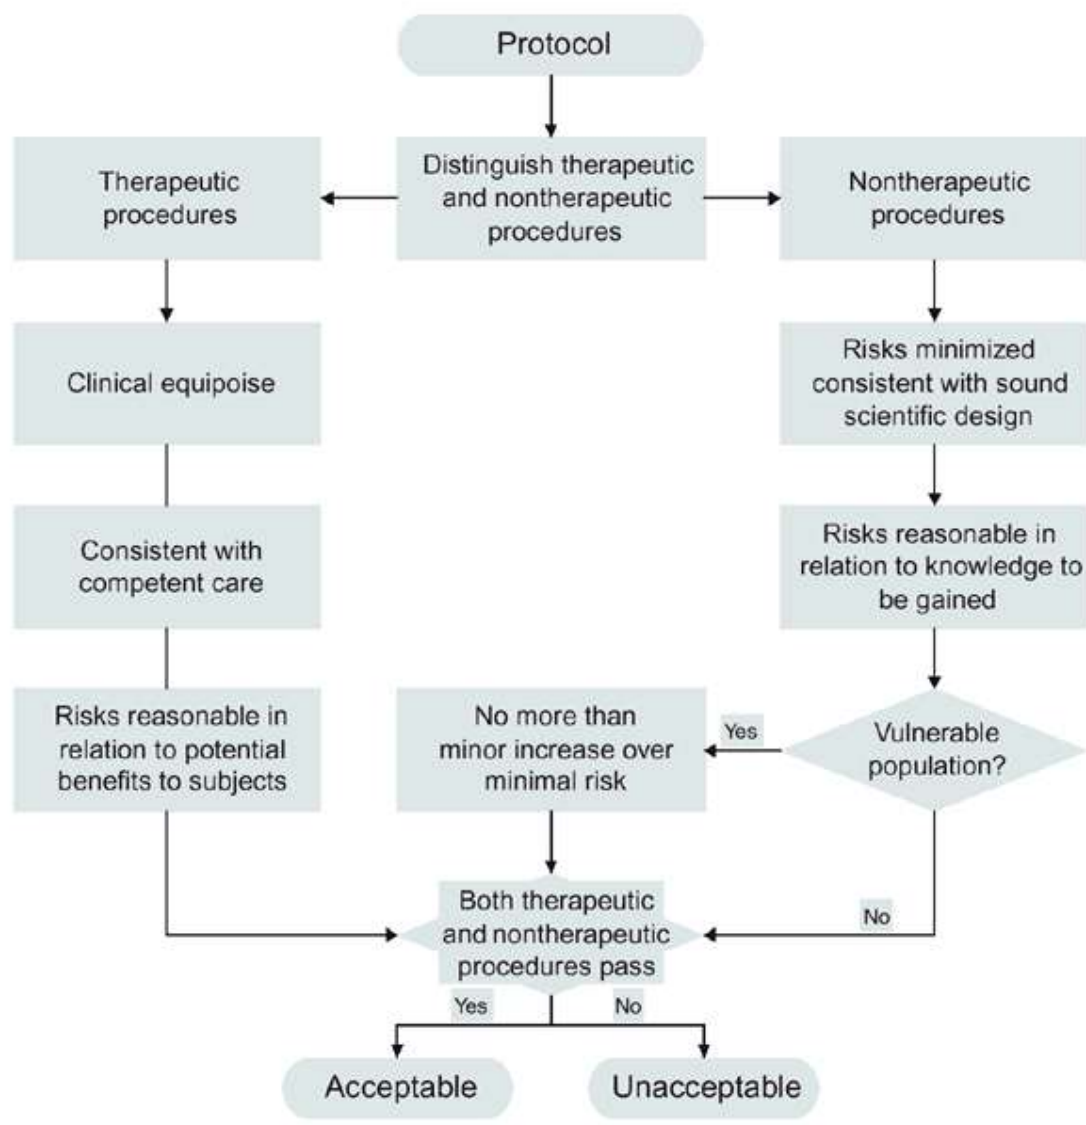 Protocol
Therapeutic
procedures
Distinguish therapeutic
and nontherapeutic
procedures
Nontherapeutic
procedures
Clinical equipoise
Risks minimized
consistent with sound
scientific design
Consistent with
competent care
Risks reasonable in
relation to knowledge to
be gained
Risks reasonable in
relation to potential
benefits to subjects
No more than
minor increase over
minimal risk
Yes
Vulnerable
population?
Both therapeutic
and nontherapeutic
procedures pass
No
Yes
No
Acceptable
Unacceptable